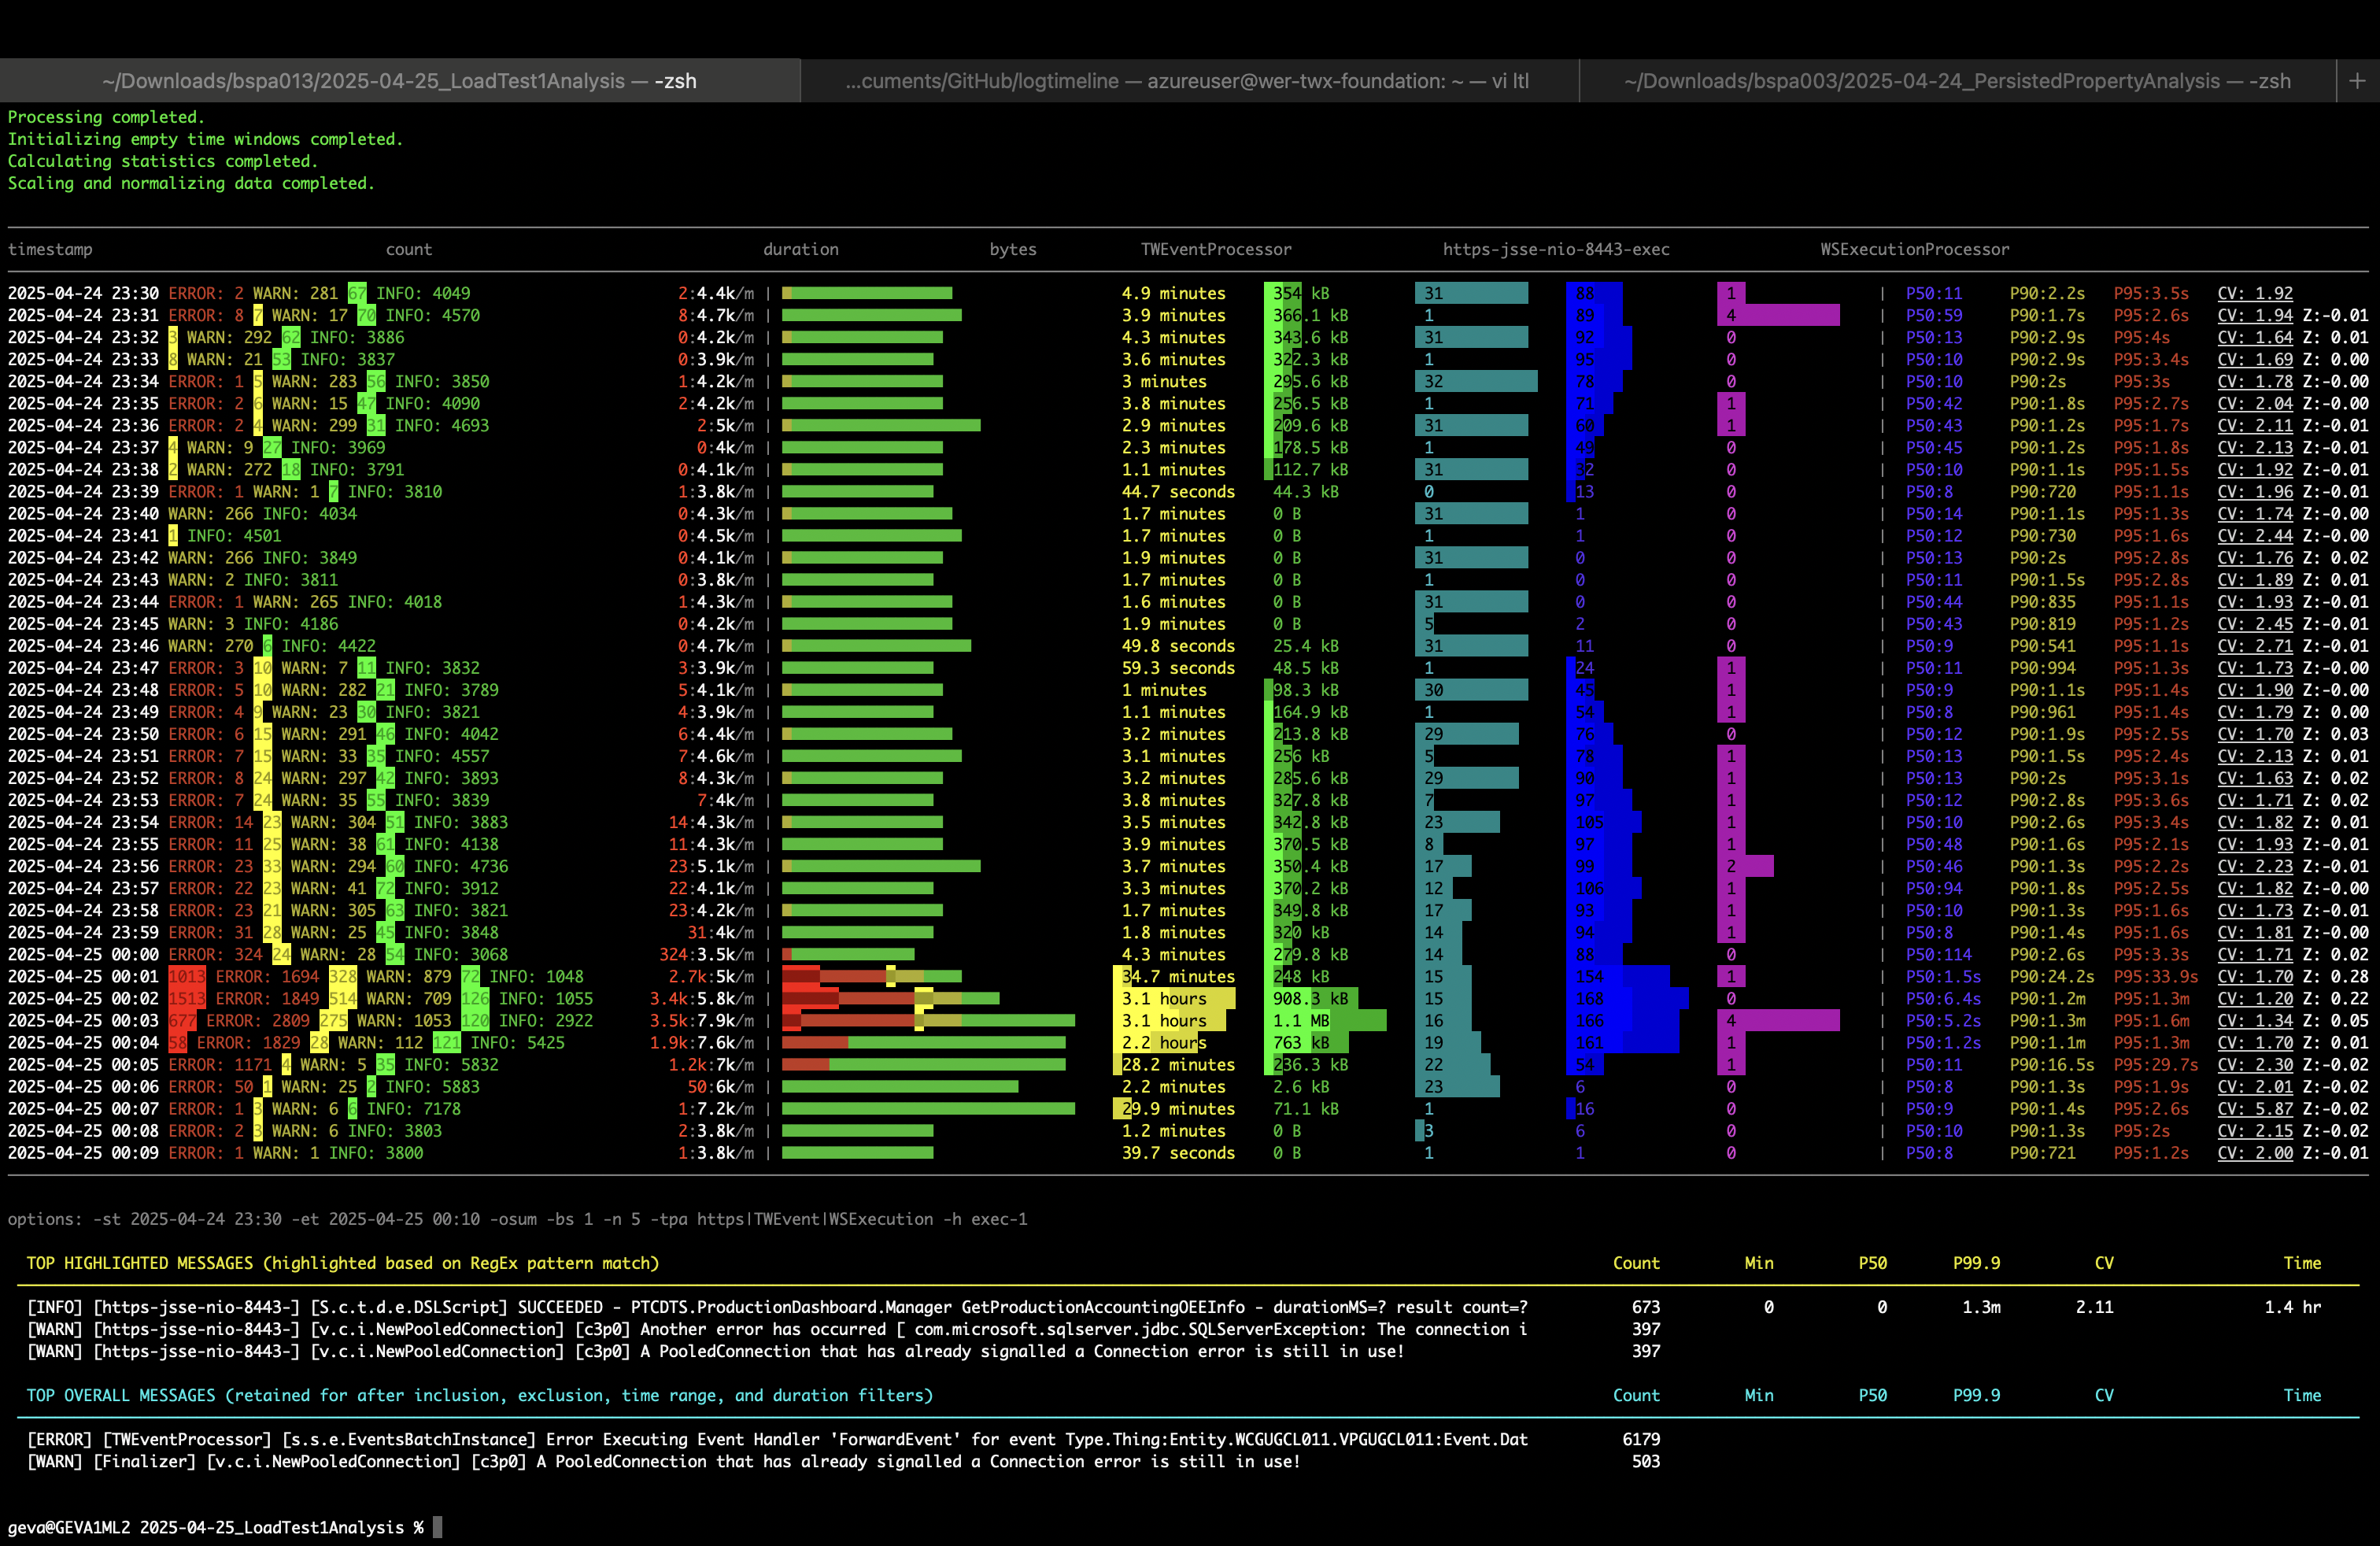 ~/Downloads/bspa013/2025-04-25_LoadTest1Analysis — -zsh ...cuments/GitHub/logtimeline — azureuser@wer-twx-foundation: ~ — vi ltl ~/Downloads/bspa003/2025-04-24_PersistedPropertyAnalysis — -zsh +
Processing completed.
Initializing empty time windows completed.
Calculating statistics completed.
Scaling and normalizing data completed.
timestamp count duration bytes TWEventProcessor https-jsse-nio-8443-exec WSExecutionProcessor
2025-04-24 23:30 ERROR: 2 WARN: 281 67 INFO: 4049 2:4.4k/m | 4.9 minutes 354 kB 31 88 1 | P50:11 P90:2.2s P95:3.5s CV: 1.92
2025-04-24 23:31 ERROR: 8 7 WARN: 17 70 INFO: 4570 8:4.7k/m | 3.9 minutes 366.1 kB 1 89 4 | P50:59 P90:1.7s P95:2.6s CV: 1.94 Z:-0.01
2025-04-24 23:32 3 WARN: 292 62 INFO: 3886 0:4.2k/m | 4.3 minutes 343.6 kB 31 92 0 | P50:13 P90:2.9s P95:4s CV: 1.64 Z: 0.01
2025-04-24 23:33 8 WARN: 21 53 INFO: 3837 0:3.9k/m | 3.6 minutes 322.3 kB 1 95 0 | P50:10 P90:2.9s P95:3.4s CV: 1.69 Z: 0.00
2025-04-24 23:34 ERROR: 1 5 WARN: 283 56 INFO: 3850 1:4.2k/m | 3 minutes 295.6 kB 32 78 0 | P50:10 P90:2s P95:3s CV: 1.78 Z:-0.00
2025-04-24 23:35 ERROR: 2 6 WARN: 15 47 INFO: 4090 2:4.2k/m | 3.8 minutes 256.5 kB 1 71 1 | P50:42 P90:1.8s P95:2.7s CV: 2.04 Z:-0.00
2025-04-24 23:36 ERROR: 2 4 WARN: 299 31 INFO: 4693 2:5k/m | 2.9 minutes 209.6 kB 31 60 1 | P50:43 P90:1.2s P95:1.7s CV: 2.11 Z:-0.01
2025-04-24 23:37 4 WARN: 9 27 INFO: 3969 0:4k/m | 2.3 minutes 178.5 kB 1 49 0 | P50:45 P90:1.2s P95:1.8s CV: 2.13 Z:-0.01
2025-04-24 23:38 2 WARN: 272 18 INFO: 3791 0:4.1k/m | 1.1 minutes 112.7 kB 31 32 0 | P50:10 P90:1.1s P95:1.5s CV: 1.92 Z:-0.01
2025-04-24 23:39 ERROR: 1 WARN: 1 7 INFO: 3810 1:3.8k/m | 44.7 seconds 44.3 kB 0 13 0 | P50:8 P90:720 P95:1.1s CV: 1.96 Z:-0.01
2025-04-24 23:40 WARN: 266 INFO: 4034 0:4.3k/m | 1.7 minutes 0 B 31 1 0 | P50:14 P90:1.1s P95:1.3s CV: 1.74 Z:-0.00
2025-04-24 23:41 1 INFO: 4501 0:4.5k/m | 1.7 minutes 0 B 1 1 0 | P50:12 P90:730 P95:1.6s CV: 2.44 Z:-0.00
2025-04-24 23:42 WARN: 266 INFO: 3849 0:4.1k/m | 1.9 minutes 0 B 31 0 0 | P50:13 P90:2s P95:2.8s CV: 1.76 Z: 0.02
2025-04-24 23:43 WARN: 2 INFO: 3811 0:3.8k/m | 1.7 minutes 0 B 1 0 0 | P50:11 P90:1.5s P95:2.8s CV: 1.89 Z: 0.01
2025-04-24 23:44 ERROR: 1 WARN: 265 INFO: 4018 1:4.3k/m | 1.6 minutes 0 B 31 0 0 | P50:44 P90:835 P95:1.1s CV: 1.93 Z:-0.01
2025-04-24 23:45 WARN: 3 INFO: 4186 0:4.2k/m | 1.9 minutes 0 B 5 2 0 | P50:43 P90:819 P95:1.2s CV: 2.45 Z:-0.01
2025-04-24 23:46 WARN: 270 6 INFO: 4422 0:4.7k/m | 49.8 seconds 25.4 kB 31 11 0 | P50:9 P90:541 P95:1.1s CV: 2.71 Z:-0.01
2025-04-24 23:47 ERROR: 3 10 WARN: 7 11 INFO: 3832 3:3.9k/m | 59.3 seconds 48.5 kB 1 24 1 | P50:11 P90:994 P95:1.3s CV: 1.73 Z:-0.00
2025-04-24 23:48 ERROR: 5 10 WARN: 282 21 INFO: 3789 5:4.1k/m | 1 minutes 98.3 kB 30 45 1 | P50:9 P90:1.1s P95:1.4s CV: 1.90 Z:-0.00
2025-04-24 23:49 ERROR: 4 9 WARN: 23 30 INFO: 3821 4:3.9k/m | 1.1 minutes 164.9 kB 1 54 1 | P50:8 P90:961 P95:1.4s CV: 1.79 Z: 0.00
2025-04-24 23:50 ERROR: 6 15 WARN: 291 46 INFO: 4042 6:4.4k/m | 3.2 minutes 213.8 kB 29 76 0 | P50:12 P90:1.9s P95:2.5s CV: 1.70 Z: 0.03
2025-04-24 23:51 ERROR: 7 15 WARN: 33 35 INFO: 4557 7:4.6k/m | 3.1 minutes 256 kB 5 78 1 | P50:13 P90:1.5s P95:2.4s CV: 2.13 Z: 0.01
2025-04-24 23:52 ERROR: 8 24 WARN: 297 42 INFO: 3893 8:4.3k/m | 3.2 minutes 285.6 kB 29 90 1 | P50:13 P90:2s P95:3.1s CV: 1.63 Z: 0.02
2025-04-24 23:53 ERROR: 7 24 WARN: 35 55 INFO: 3839 7:4k/m | 3.8 minutes 327.8 kB 7 97 1 | P50:12 P90:2.8s P95:3.6s CV: 1.71 Z: 0.02
2025-04-24 23:54 ERROR: 14 23 WARN: 304 51 INFO: 3883 14:4.3k/m | 3.5 minutes 342.8 kB 23 105 1 | P50:10 P90:2.6s P95:3.4s CV: 1.82 Z: 0.01
2025-04-24 23:55 ERROR: 11 25 WARN: 38 61 INFO: 4138 11:4.3k/m | 3.9 minutes 370.5 kB 8 97 1 | P50:48 P90:1.6s P95:2.1s CV: 1.93 Z:-0.01
2025-04-24 23:56 ERROR: 23 33 WARN: 294 60 INFO: 4736 23:5.1k/m | 3.7 minutes 350.4 kB 17 99 2 | P50:46 P90:1.3s P95:2.2s CV: 2.23 Z:-0.01
2025-04-24 23:57 ERROR: 22 23 WARN: 41 72 INFO: 3912 22:4.1k/m | 3.3 minutes 370.2 kB 12 106 1 | P50:94 P90:1.8s P95:2.5s CV: 1.82 Z:-0.00
2025-04-24 23:58 ERROR: 23 21 WARN: 305 63 INFO: 3821 23:4.2k/m | 1.7 minutes 349.8 kB 17 93 1 | P50:10 P90:1.3s P95:1.6s CV: 1.73 Z:-0.01
2025-04-24 23:59 ERROR: 31 28 WARN: 25 45 INFO: 3848 31:4k/m | 1.8 minutes 320 kB 14 94 1 | P50:8 P90:1.4s P95:1.6s CV: 1.81 Z:-0.00
2025-04-25 00:00 ERROR: 324 24 WARN: 28 54 INFO: 3068 324:3.5k/m | 4.3 minutes 279.8 kB 14 88 0 | P50:114 P90:2.6s P95:3.3s CV: 1.71 Z: 0.02
2025-04-25 00:01 1013 ERROR: 1694 328 WARN: 879 72 INFO: 1048 2.7k:5k/m | 34.7 minutes 248 kB 15 154 1 | P50:1.5s P90:24.2s P95:33.9s CV: 1.70 Z: 0.28
2025-04-25 00:02 1513 ERROR: 1849 514 WARN: 709 126 INFO: 1055 3.4k:5.8k/m | 3.1 hours 908.3 kB 15 168 0 | P50:6.4s P90:1.2m P95:1.3m CV: 1.20 Z: 0.22
2025-04-25 00:03 677 ERROR: 2809 275 WARN: 1053 120 INFO: 2922 3.5k:7.9k/m | 3.1 hours 1.1 MB 16 166 4 | P50:5.2s P90:1.3m P95:1.6m CV: 1.34 Z: 0.05
2025-04-25 00:04 58 ERROR: 1829 28 WARN: 112 121 INFO: 5425 1.9k:7.6k/m | 2.2 hours 763 kB 19 161 1 | P50:1.2s P90:1.1m P95:1.3m CV: 1.70 Z: 0.01
2025-04-25 00:05 ERROR: 1171 4 WARN: 5 35 INFO: 5832 1.2k:7k/m | 28.2 minutes 236.3 kB 22 54 1 | P50:11 P90:16.5s P95:29.7s CV: 2.30 Z:-0.02
2025-04-25 00:06 ERROR: 50 1 WARN: 25 2 INFO: 5883 50:6k/m | 2.2 minutes 2.6 kB 23 6 0 | P50:8 P90:1.3s P95:1.9s CV: 2.01 Z:-0.02
2025-04-25 00:07 ERROR: 1 3 WARN: 6 6 INFO: 7178 1:7.2k/m | 29.9 minutes 71.1 kB 1 16 0 | P50:9 P90:1.4s P95:2.6s CV: 5.87 Z:-0.02
2025-04-25 00:08 ERROR: 2 3 WARN: 6 INFO: 3803 2:3.8k/m | 1.2 minutes 0 B 3 6 0 | P50:10 P90:1.3s P95:2s CV: 2.15 Z:-0.02
2025-04-25 00:09 ERROR: 1 WARN: 1 INFO: 3800 1:3.8k/m | 39.7 seconds 0 B 1 1 0 | P50:8 P90:721 P95:1.2s CV: 2.00 Z:-0.01
options: -st 2025-04-24 23:30 -et 2025-04-25 00:10 -osum -bs 1 -n 5 -tpa https|TWEvent|WSExecution -h exec-1
TOP HIGHLIGHTED MESSAGES (highlighted based on RegEx pattern match) Count Min P50 P99.9 CV Time
[INFO] [https-jsse-nio-8443-] [S.c.t.d.e.DSLScript] SUCCEEDED - PTCDTS.ProductionDashboard.Manager GetProductionAccountingOEEInfo - durationMS=? result count=? 673 0 0 1.3m 2.11 1.4 hr
[WARN] [https-jsse-nio-8443-] [v.c.i.NewPooledConnection] [c3p0] Another error has occurred [ com.microsoft.sqlserver.jdbc.SQLServerException: The connection i 397
[WARN] [https-jsse-nio-8443-] [v.c.i.NewPooledConnection] [c3p0] A PooledConnection that has already signalled a Connection error is still in use! 397
TOP OVERALL MESSAGES (retained for after inclusion, exclusion, time range, and duration filters) Count Min P50 P99.9 CV Time
[ERROR] [TWEventProcessor] [s.s.e.EventsBatchInstance] Error Executing Event Handler 'ForwardEvent' for event Type.Thing:Entity.WCGUGCL011.VPGUGCL011:Event.Dat 6179
[WARN] [Finalizer] [v.c.i.NewPooledConnection] [c3p0] A PooledConnection that has already signalled a Connection error is still in use! 503
geva@GEVA1ML2 2025-04-25_LoadTest1Analysis %